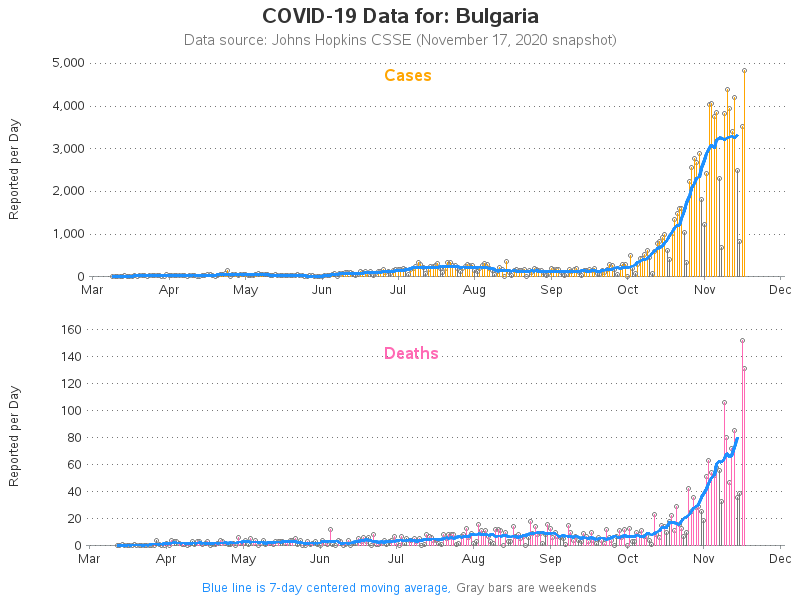 COVID-19 Data for: Bulgaria
Data source: Johns Hopkins CSSE (November 17, 2020 snapshot)
Cases
Reported per Day
5,000
4,000
3,000
2,000
1,000
0
Mar Apr May Jun Jul Aug Sep Oct Nov Dec
Deaths
Reported per Day
160
140
120
100
80
60
40
20
0
Mar Apr May Jun Jul Aug Sep Oct Nov Dec
Blue line is 7-day centered moving average, Gray bars are weekends